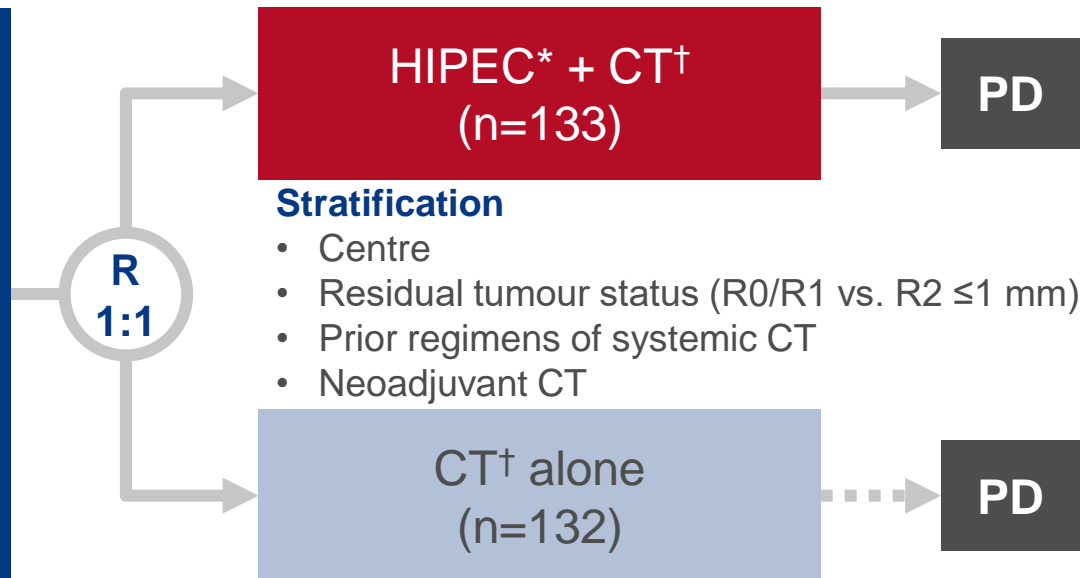 HIPEC* + CT†
(n=133)
PD
Stratification
• Centre
• Residual tumour status (R0/R1 vs. R2 ≤1 mm)
• Prior regimens of systemic CT
• Neoadjuvant CT
R
1:1
CT† alone
(n=132)
PD